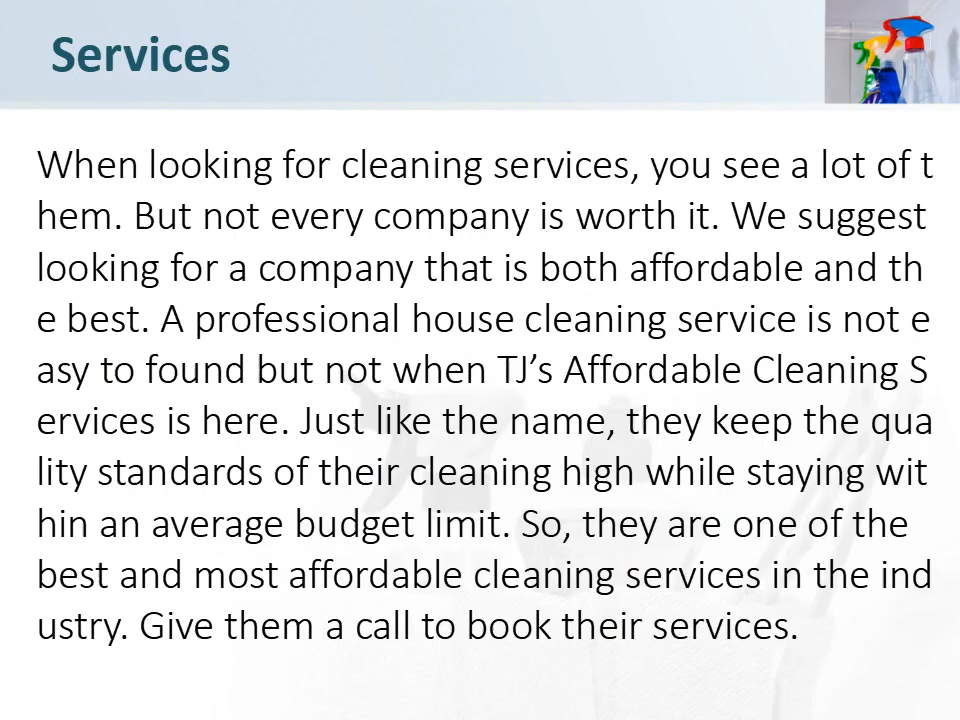 Services
When looking for cleaning services, you see a lot of t
hem. But not every company is worth it. We suggest
looking for a company that is both affordable and th
e best. A professional house cleaning service is not e
asy to found but not when TJ’s Affordable Cleaning S
ervices is here. Just like the name, they keep the qua
lity standards of their cleaning high while staying wit
hin an average budget limit. So, they are one of the
best and most affordable cleaning services in the ind
ustry. Give them a call to book their services.